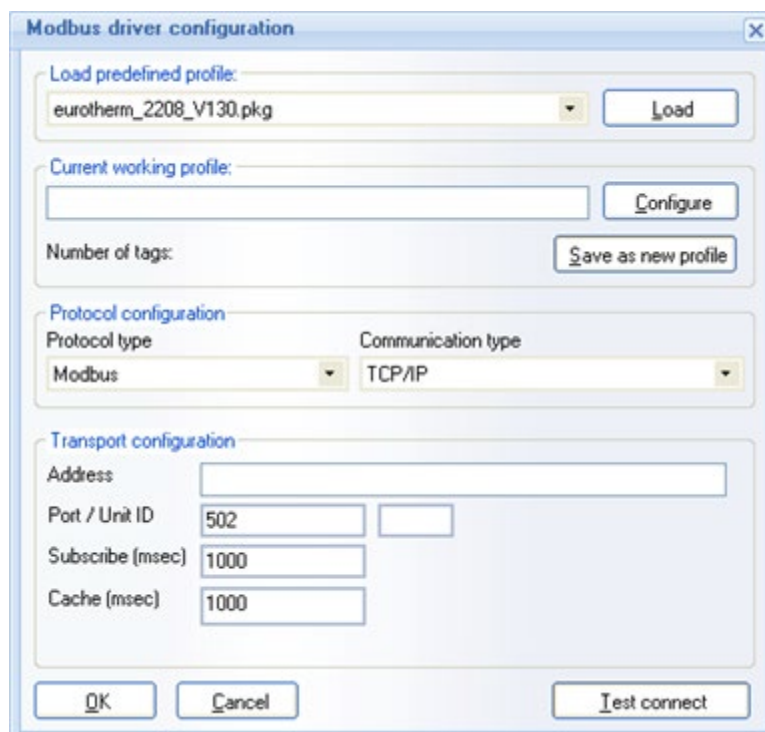 Modbus driver configuration
Load predefined profile:
eurotherm_2208_V130.pkg
Load
Current working profile:
Configure
Number of tags:
Save as new profile
Protocol configuration
Protocol type
Communication type
Modbus
TCP/IP
Transport configuration
Address
Port / Unit ID
502
Subscribe (msec)
1000
Cache (msec)
1000
OK
Cancel
Test connect